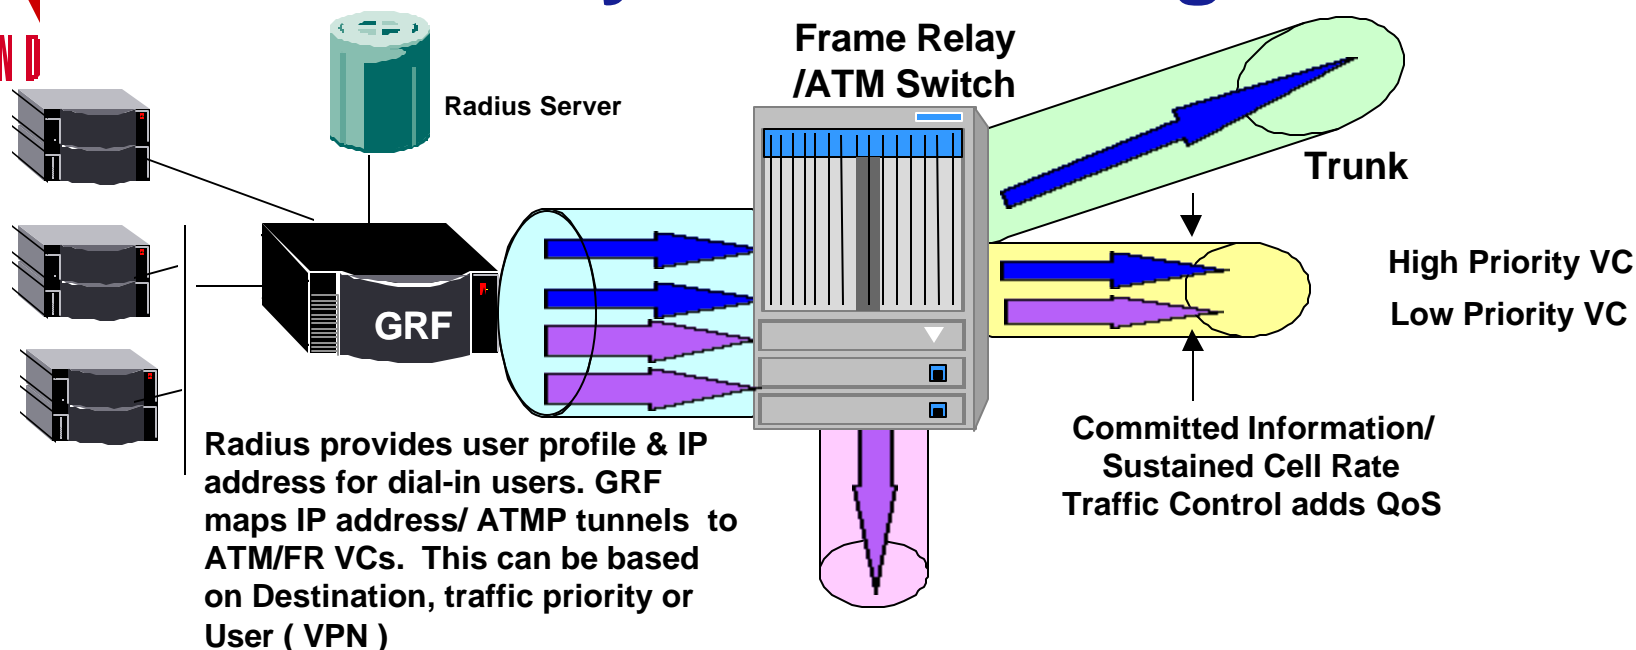 Frame Relay
/ATM Switch
Radius Server
Trunk
GRF
High Priority VC
Low Priority VC
Radius provides user profile & IP
address for dial-in users. GRF
maps IP address/ ATMP tunnels to
ATM/FR VCs. This can be based
on Destination, traffic priority or
User ( VPN )
Committed Information/
Sustained Cell Rate
Traffic Control adds QoS